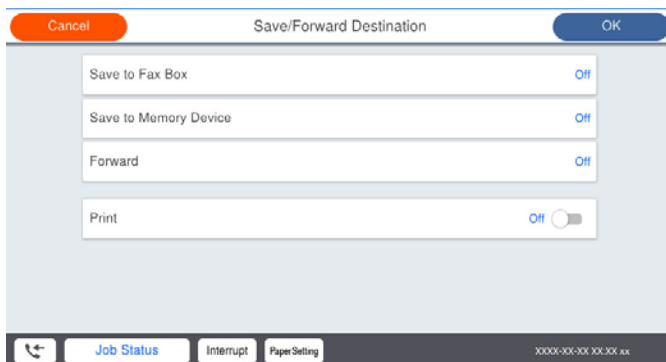 Cancel Save/Forward Destination OK
Save to Fax Box Off
Save to Memory Device Off
Forward Off
Print Off
Job Status Interrupt PaperSetting XXXX-XX-XX XX:XX xx